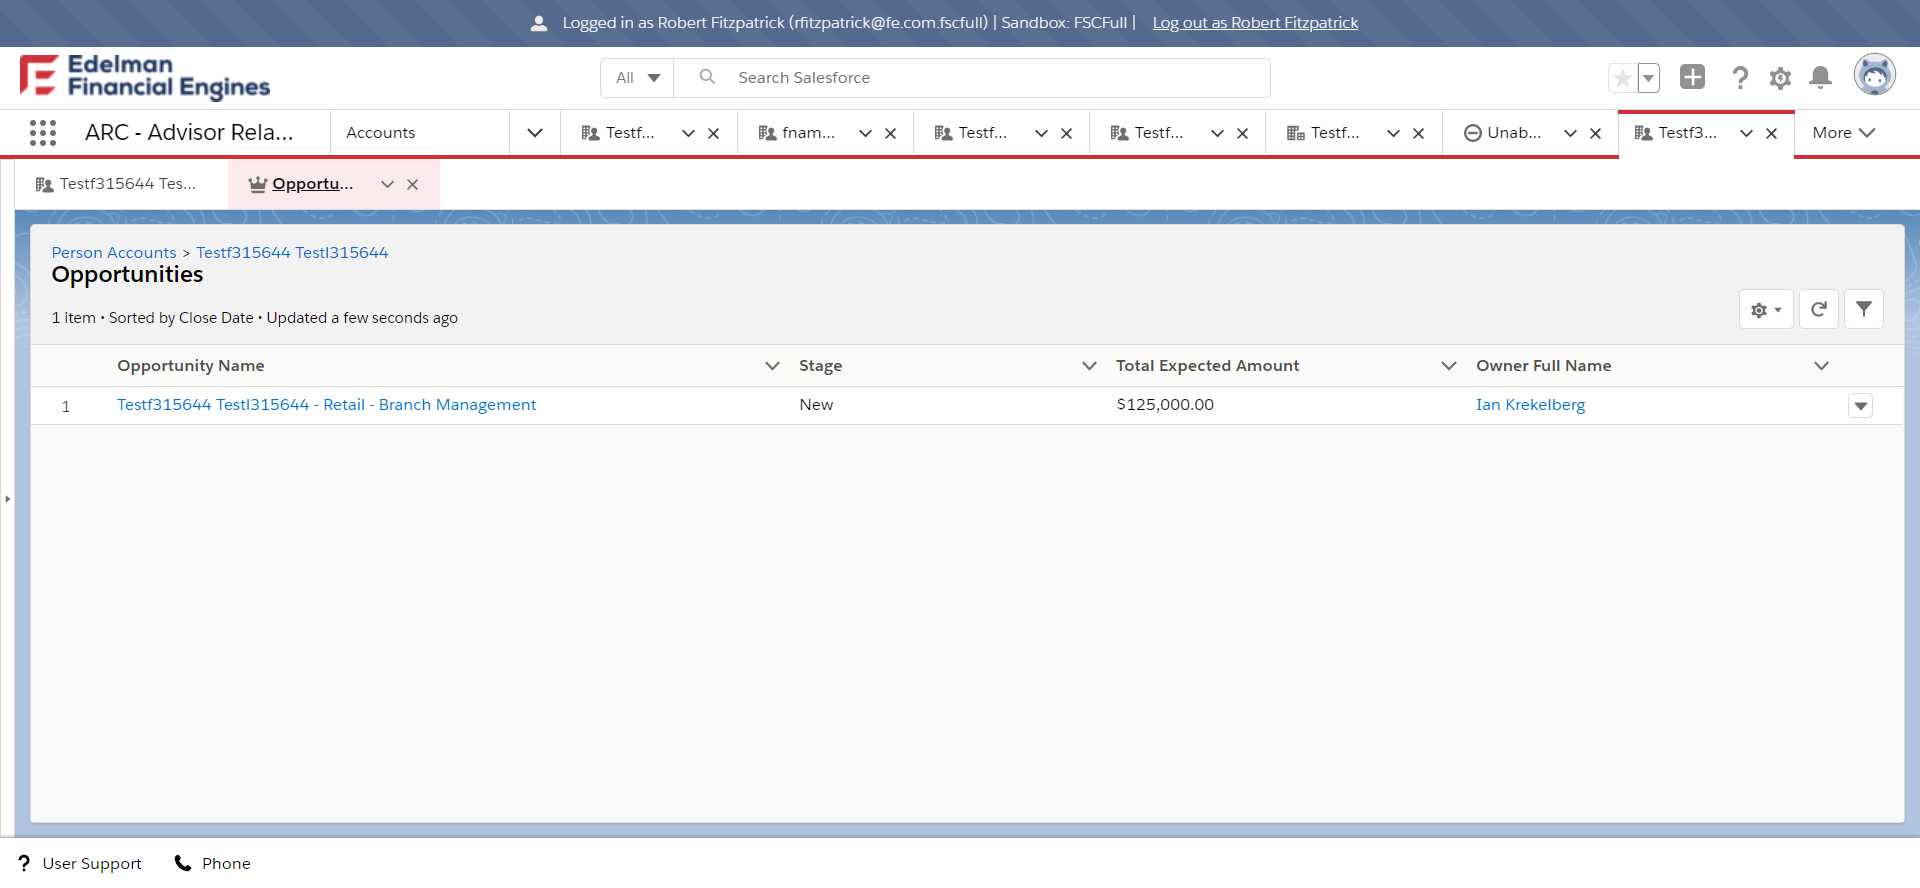 Logged in as Robert Fitzpatrick (rfitzpatrick@fe.com.fscfull) | Sandbox: FSCFull | Log out as Robert Fitzpatrick
Edelman
Financial Engines
All
Search Salesforce
ARC - Advisor Rela...
Accounts
Testf...
fnam...
Testf...
Testf...
Testf...
Unab...
Testf3...
More
Testf315644 Tes...
Opportu...
Person Accounts > Testf315644 Testl315644
Opportunities
1 item • Sorted by Close Date • Updated a few seconds ago
Opportunity Name Stage Total Expected Amount Owner Full Name
1 Testf315644 Testl315644 - Retail - Branch Management New $125,000.00 Ian Krekelberg
User Support Phone